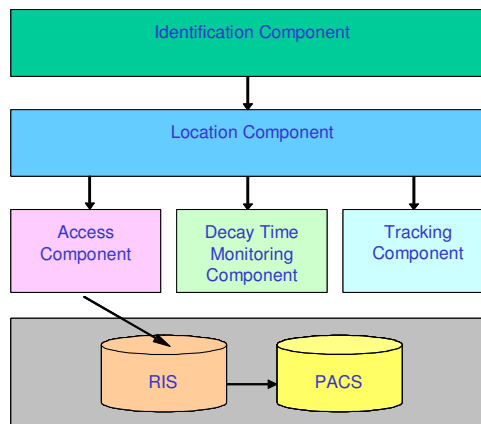 Identification Component
Location Component
Access
Component
Decay Time
Monitoring
Component
Tracking
Component
RIS
PACS